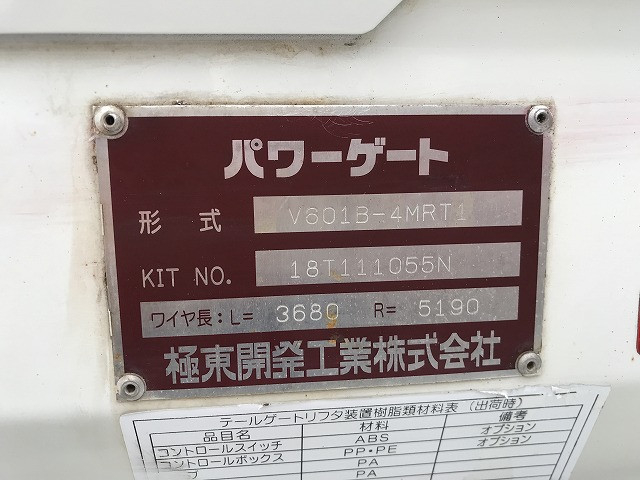 パワーゲート
形式 V601B-4MRT1
KIT NO. 18T111055N
ワイヤ長:L= 3680 R= 5190
極東開発工業株式会社
テールゲートリフタ装置樹脂類材料表 (出荷時)
品目名 材料 備考
コントロールスイッチ ABS オプション
コントロールボックス PP・PE オプション
プ PA
PA